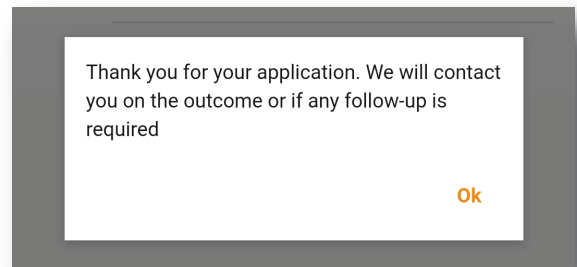 Thank you for your application. We will contact
you on the outcome or if any follow-up is
required
Ok